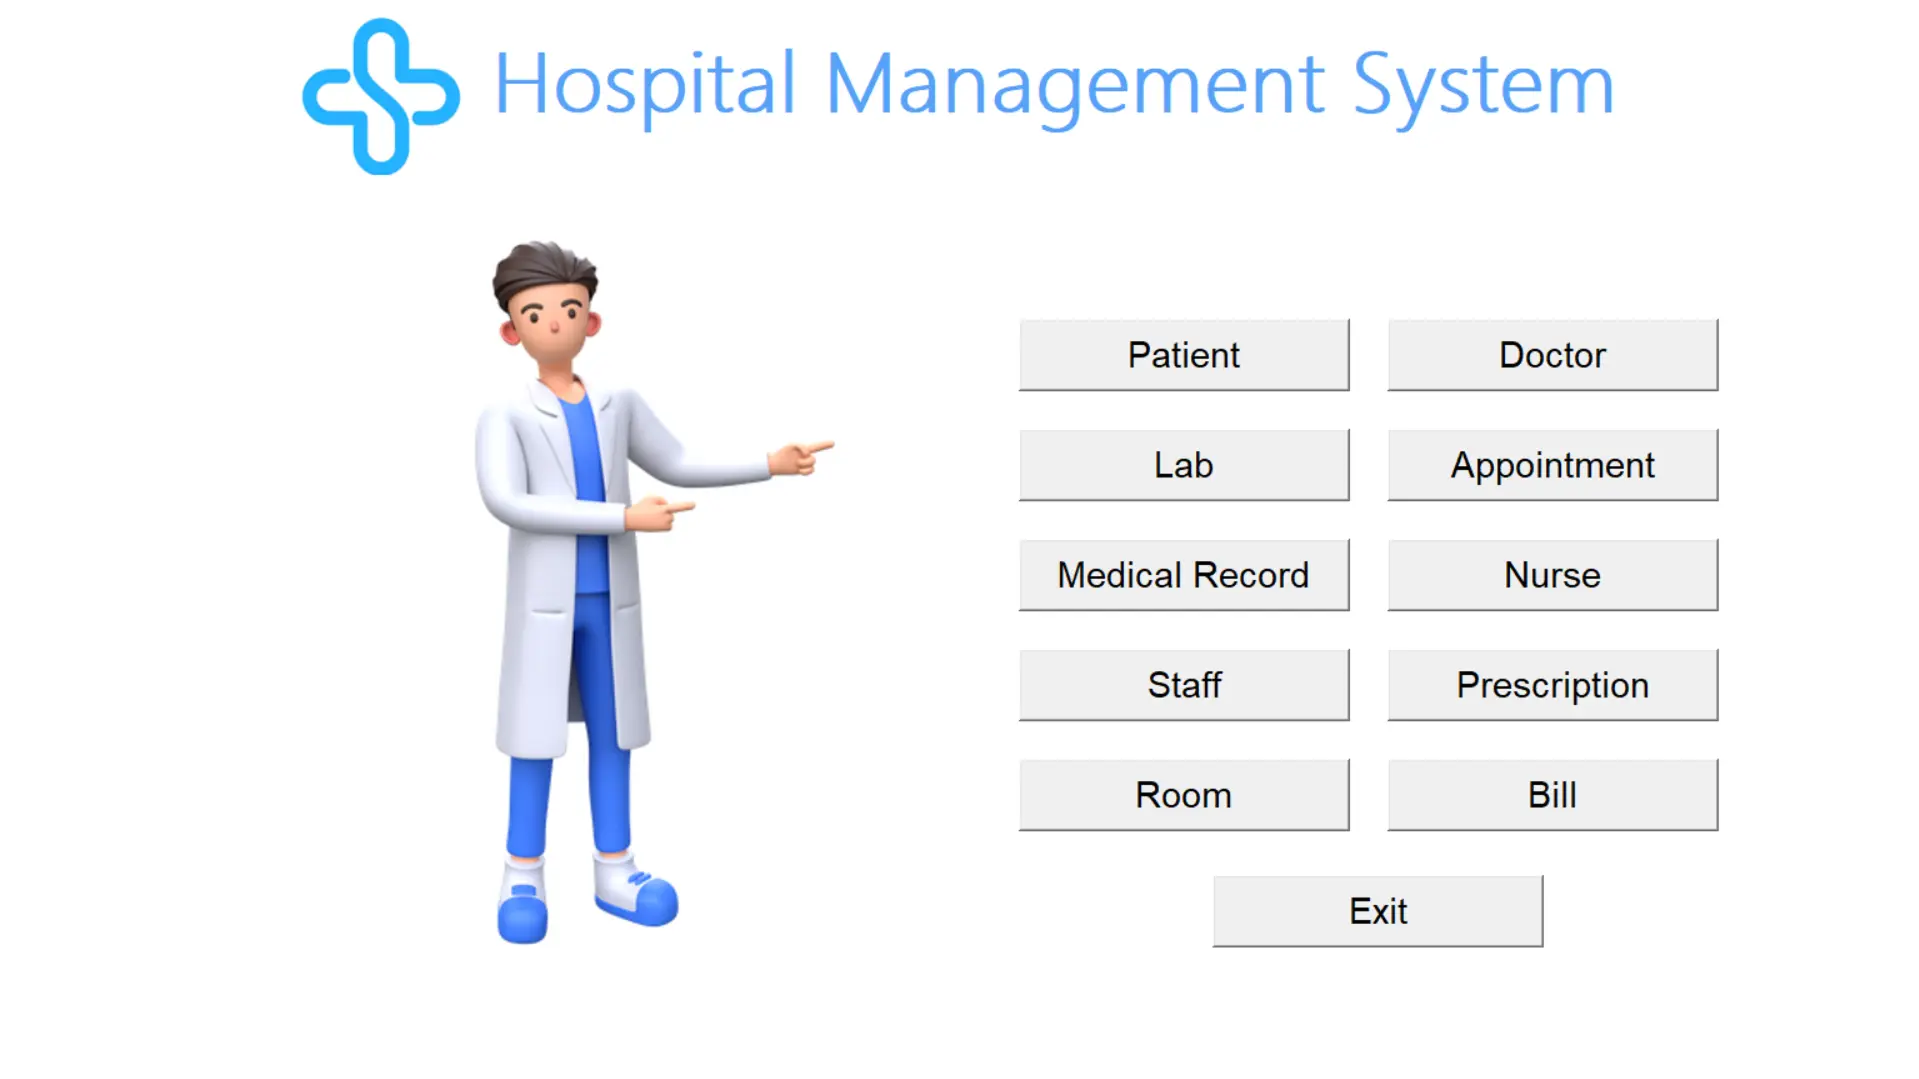 Hospital Management System
Patient
Doctor
Lab
Appointment
Medical Record
Nurse
Staff
Prescription
Room
Bill
Exit